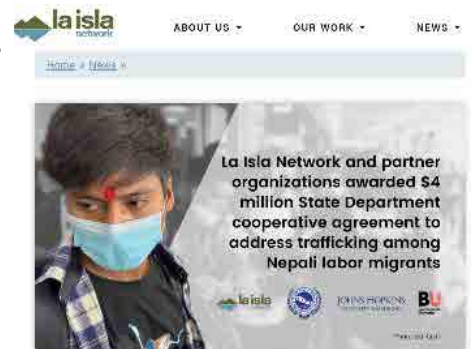 la isla
network
ABOUT US
OUR WORK
NEWS
Home » News »
La Isla Network and partner
organizations awarded $4
million State Department
cooperative agreement to
address trafficking among
Nepali labor migrants
la isla
JOHNS HOPKINS
BU